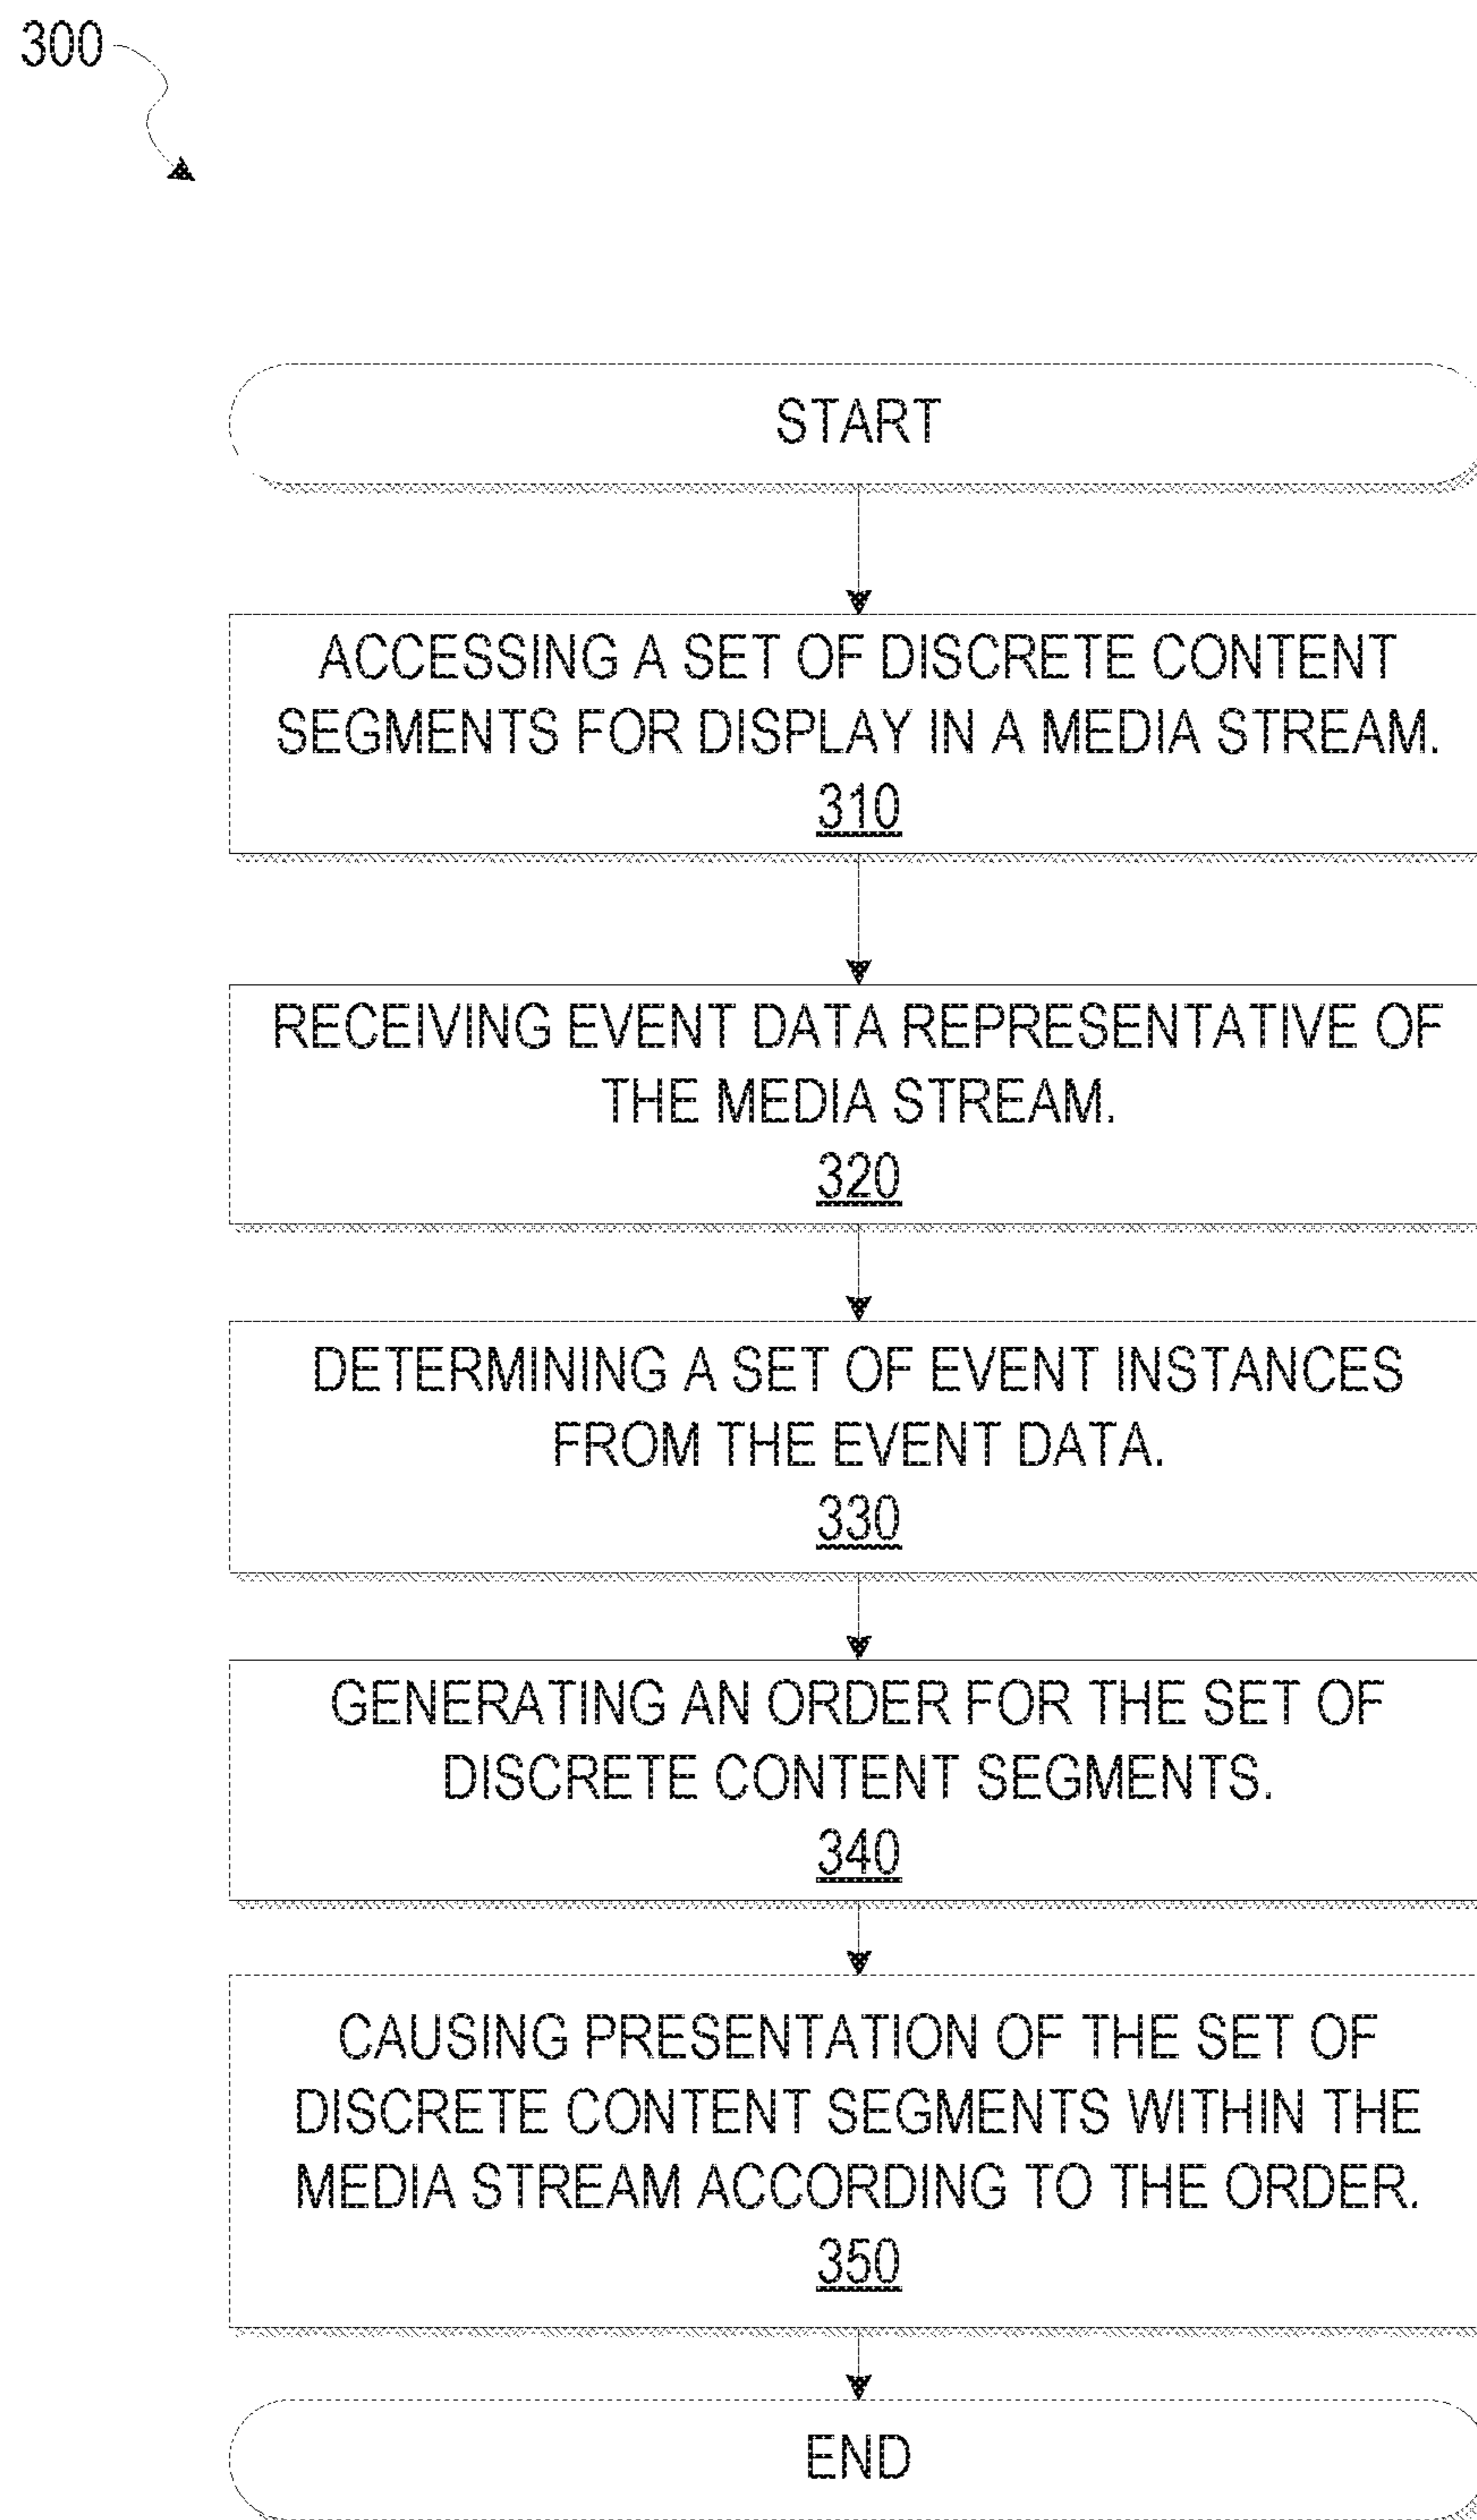 300
START
ACCESSING A SET OF DISCRETE CONTENT
SEGMENTS FOR DISPLAY IN A MEDIA STREAM.
310
RECEIVING EVENT DATA REPRESENTATIVE OF
THE MEDIA STREAM.
320
DETERMINING A SET OF EVENT INSTANCES
FROM THE EVENT DATA.
330
GENERATING AN ORDER FOR THE SET OF
DISCRETE CONTENT SEGMENTS.
340
CAUSING PRESENTATION OF THE SET OF
DISCRETE CONTENT SEGMENTS WITHIN THE
MEDIA STREAM ACCORDING TO THE ORDER.
350
END